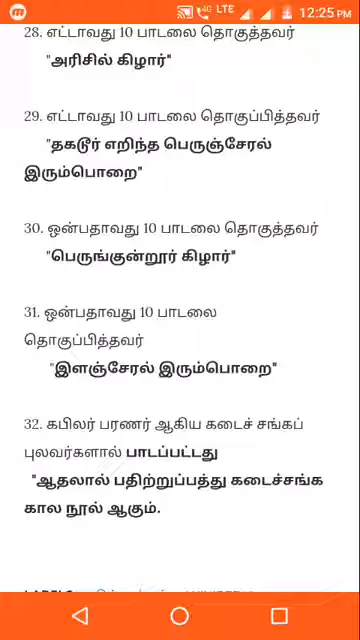 4G LTE 12:25 PM
28. எட்டாவது 10 பாடலை தொகுத்தவர்
"அரிசில் கிழார்"
29. எட்டாவது 10 பாடலை தொகுப்பித்தவர்
"தகடூர் எறிந்த பெருஞ்சேரல்
இரும்பொறை"
30. ஒன்பதாவது 10 பாடலை தொகுத்தவர்
"பெருங்குன்றூர் கிழார்"
31. ஒன்பதாவது 10 பாடலை
தொகுப்பித்தவர்
"இளஞ்சேரல் இரும்பொறை"
32. கபிலர் பரணர் ஆகிய கடைச் சங்கப்
புலவர்களால் பாடப்பட்டது
"ஆதலால் பதிற்றுப்பத்து கடைச்சங்க
கால நூல் ஆகும்.